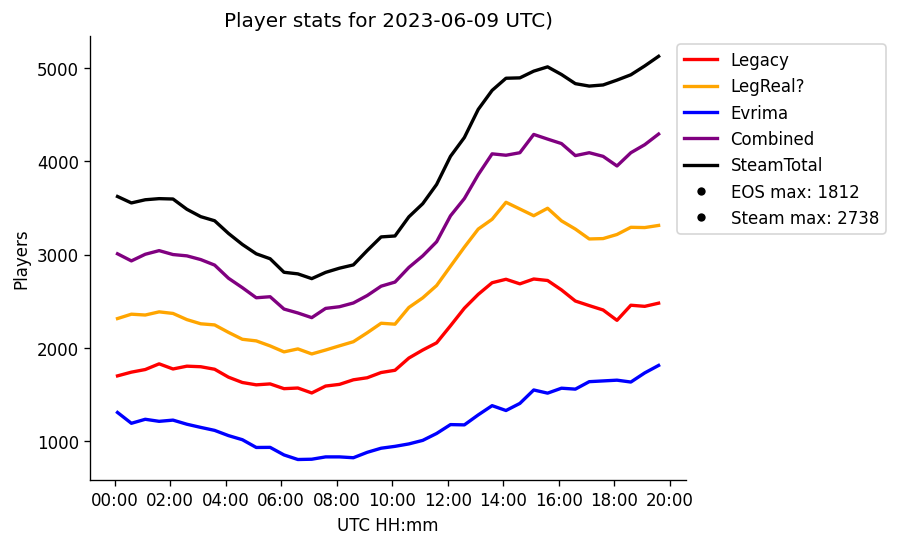 Player stats for 2023-06-09 UTC)
5000
4000
3000
2000
1000
Players
Legacy
LegReal?
Evrima
Combined
SteamTotal
EOS max: 1812
Steam max: 2738
00:00 02:00 04:00 06:00 08:00 10:00 12:00 14:00 16:00 18:00 20:00
UTC HH:mm